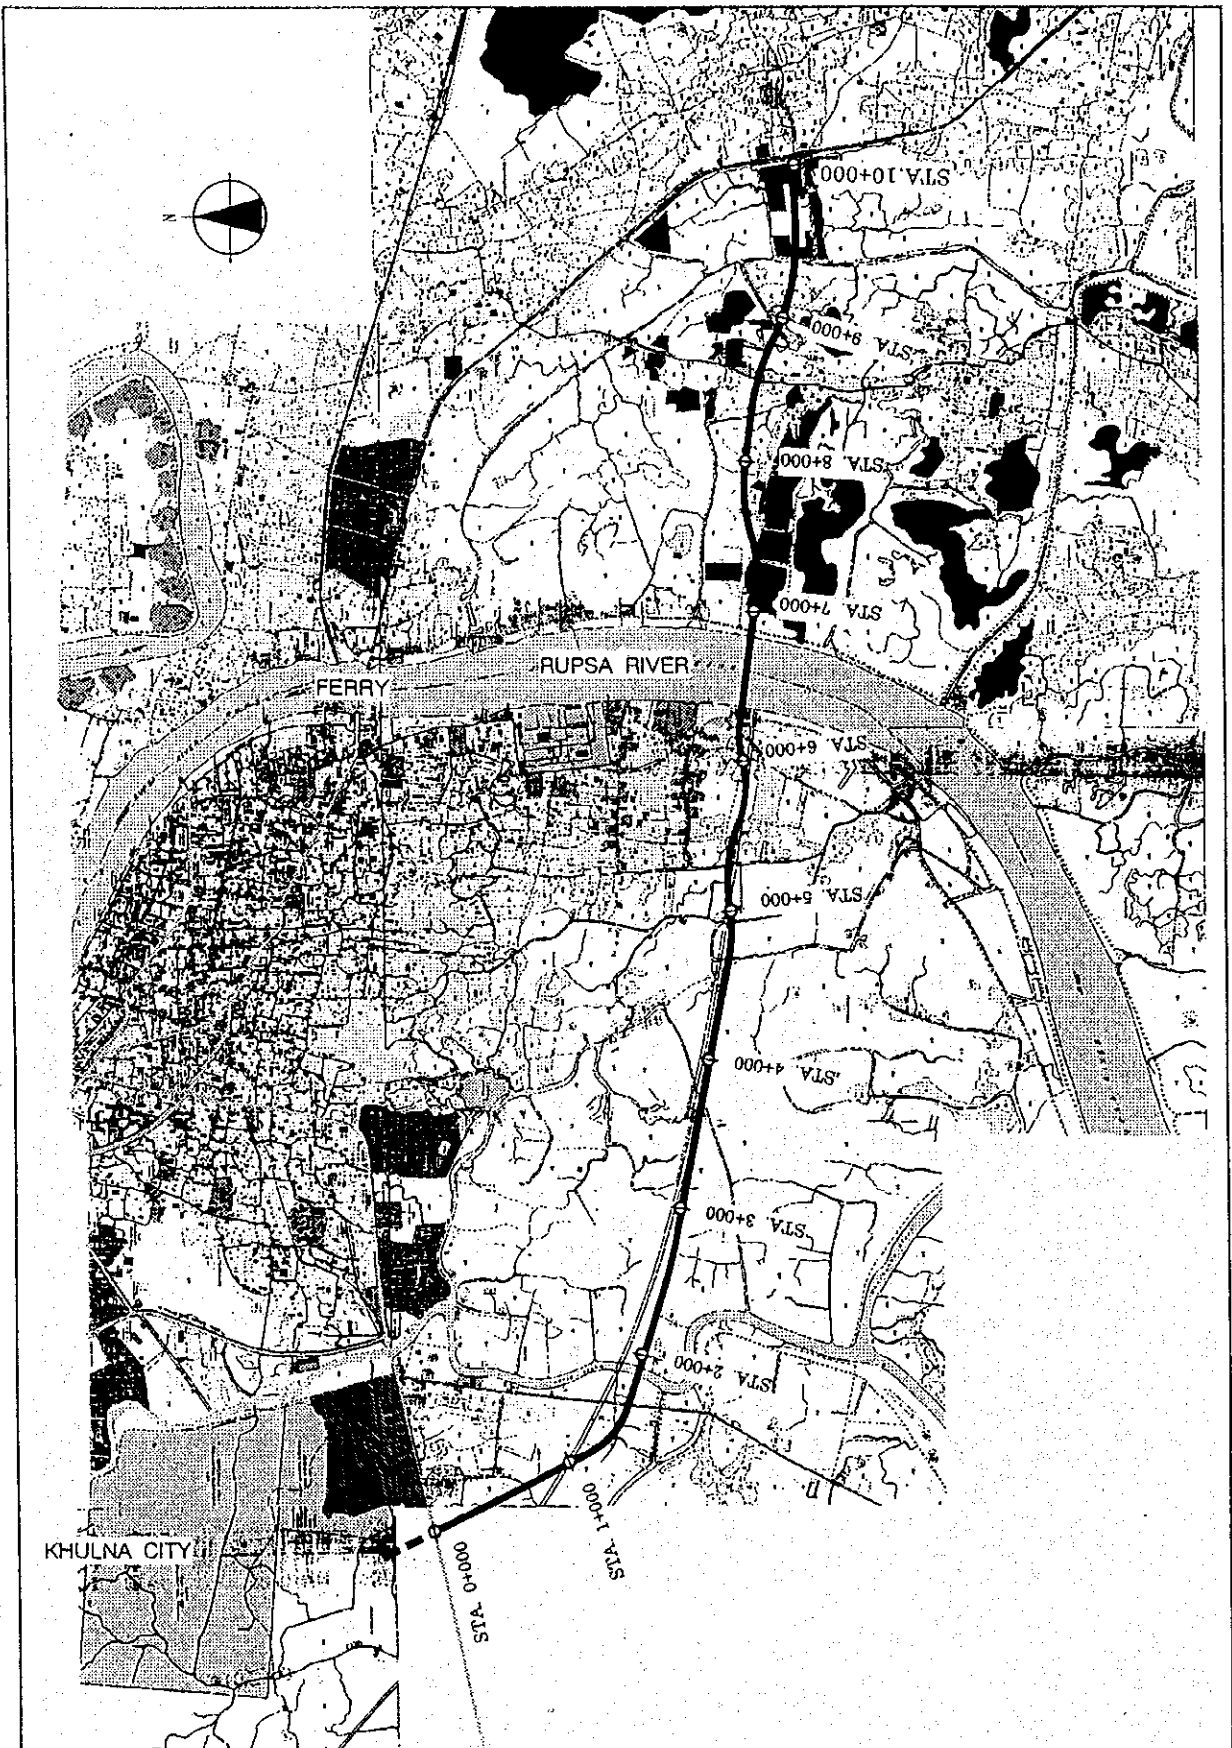 N
STA. 10+000
STA. 9+000
STA. 8+000
STA. 7+000
RUPSA RIVER
FERRY
STA. 6+000
STA. 5+000
STA. 4+000
STA. 3+000
STA. 2+000
STA. 1+000
KHULNA CITY
STA. 0+000